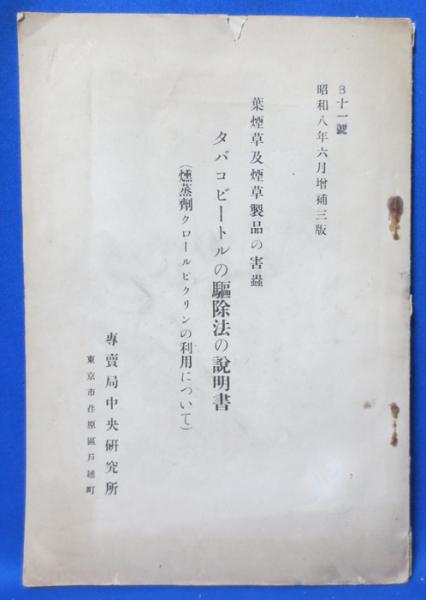 B十一號
昭和八年六月增補三版
葉煙草及煙草製品の害蟲
タバコビートルの驅除法の說明書
(燻蒸劑クロールピクリンの利用について)
專賣局中央硏究所
東京市荏原區戶越町